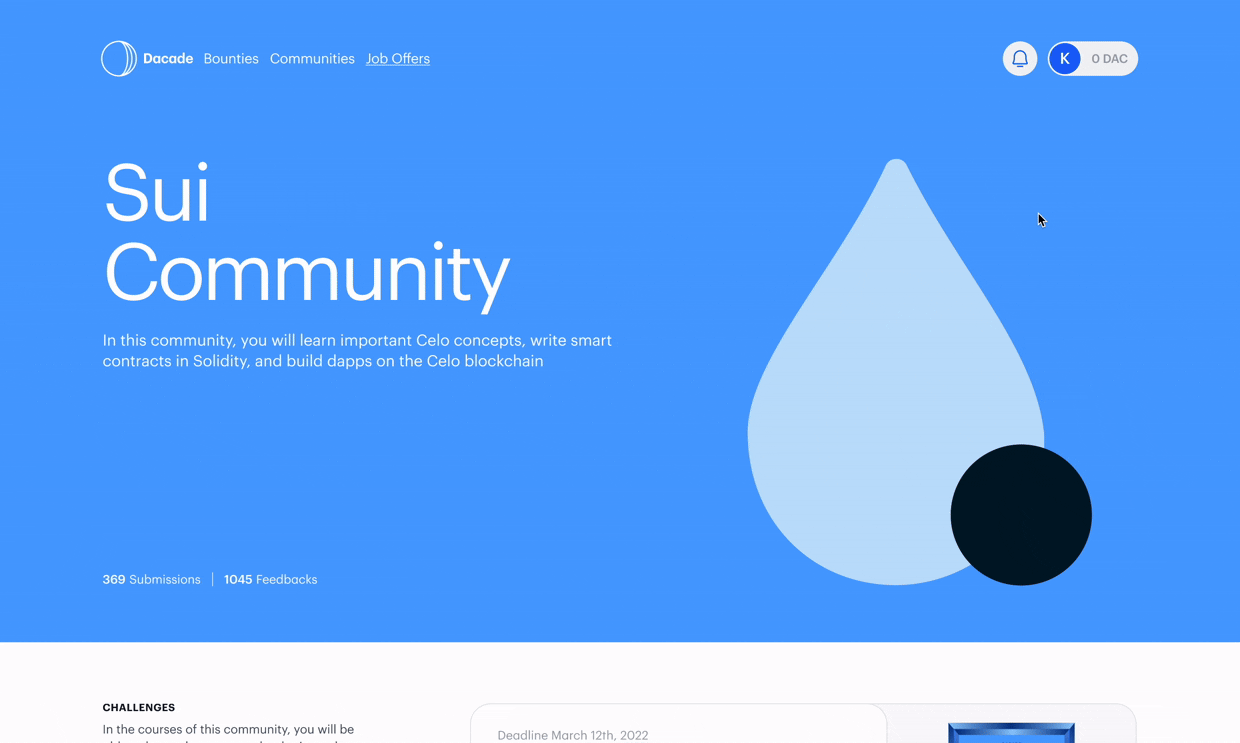 Dacade Bounties Communities Job Offers
K 0 DAC
Sui
Community
In this community, you will learn important Celo concepts, write smart
contracts in Solidity, and build dapps on the Celo blockchain
369 Submissions | 1045 Feedbacks
CHALLENGES
In the courses of this community, you will be
Deadline March 12th, 2022